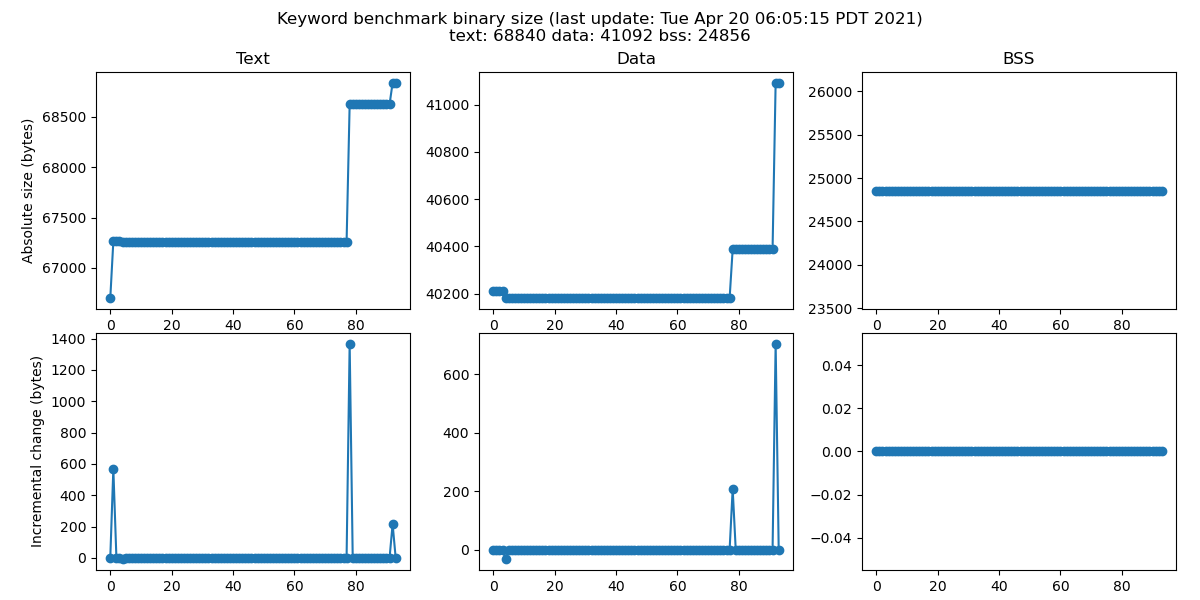 Keyword benchmark binary size (last update: Tue Apr 20 06:05:15 PDT 2021)
text: 68840 data: 41092 bss: 24856
Text
Absolute size (bytes)
68500
68000
67500
67000
0 20 40 60 80
Data
41000
40800
40600
40400
40200
0 20 40 60 80
BSS
26000
25500
25000
24500
24000
23500
0 20 40 60 80
Incremental change (bytes)
1400
1200
1000
800
600
400
200
0
0 20 40 60 80
600
400
200
0
0 20 40 60 80
0.04
0.02
0.00
−0.02
−0.04
0 20 40 60 80